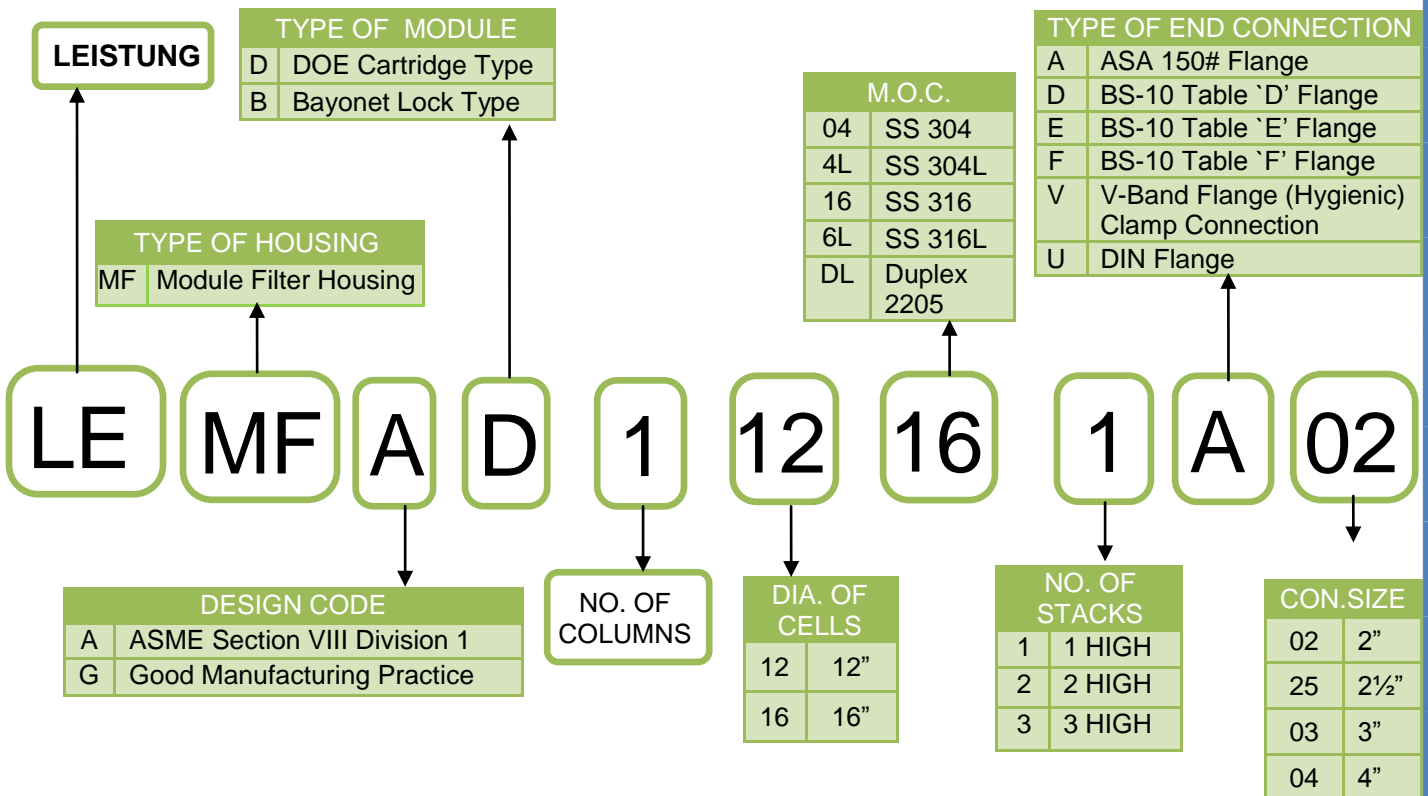 LEISTUNG
TYPE OF MODULE
D DOE Cartridge Type
B Bayonet Lock Type
TYPE OF HOUSING
MF Module Filter Housing
M.O.C.
04 SS 304
4L SS 304L
16 SS 316
6L SS 316L
DL Duplex
2205
TYPE OF END CONNECTION
A ASA 150# Flange
D BS-10 Table `D’ Flange
E BS-10 Table `E’ Flange
F BS-10 Table `F’ Flange
V V-Band Flange (Hygienic)
Clamp Connection
U DIN Flange
LE MF A D 1 12 16 1 A 02
DESIGN CODE
A ASME Section VIII Division 1
G Good Manufacturing Practice
NO. OF
COLUMNS
DIA. OF
CELLS
12 12”
16 16”
NO. OF
STACKS
1 1 HIGH
2 2 HIGH
3 3 HIGH
CON.SIZE
02 2”
25 2½”
03 3”
04 4”